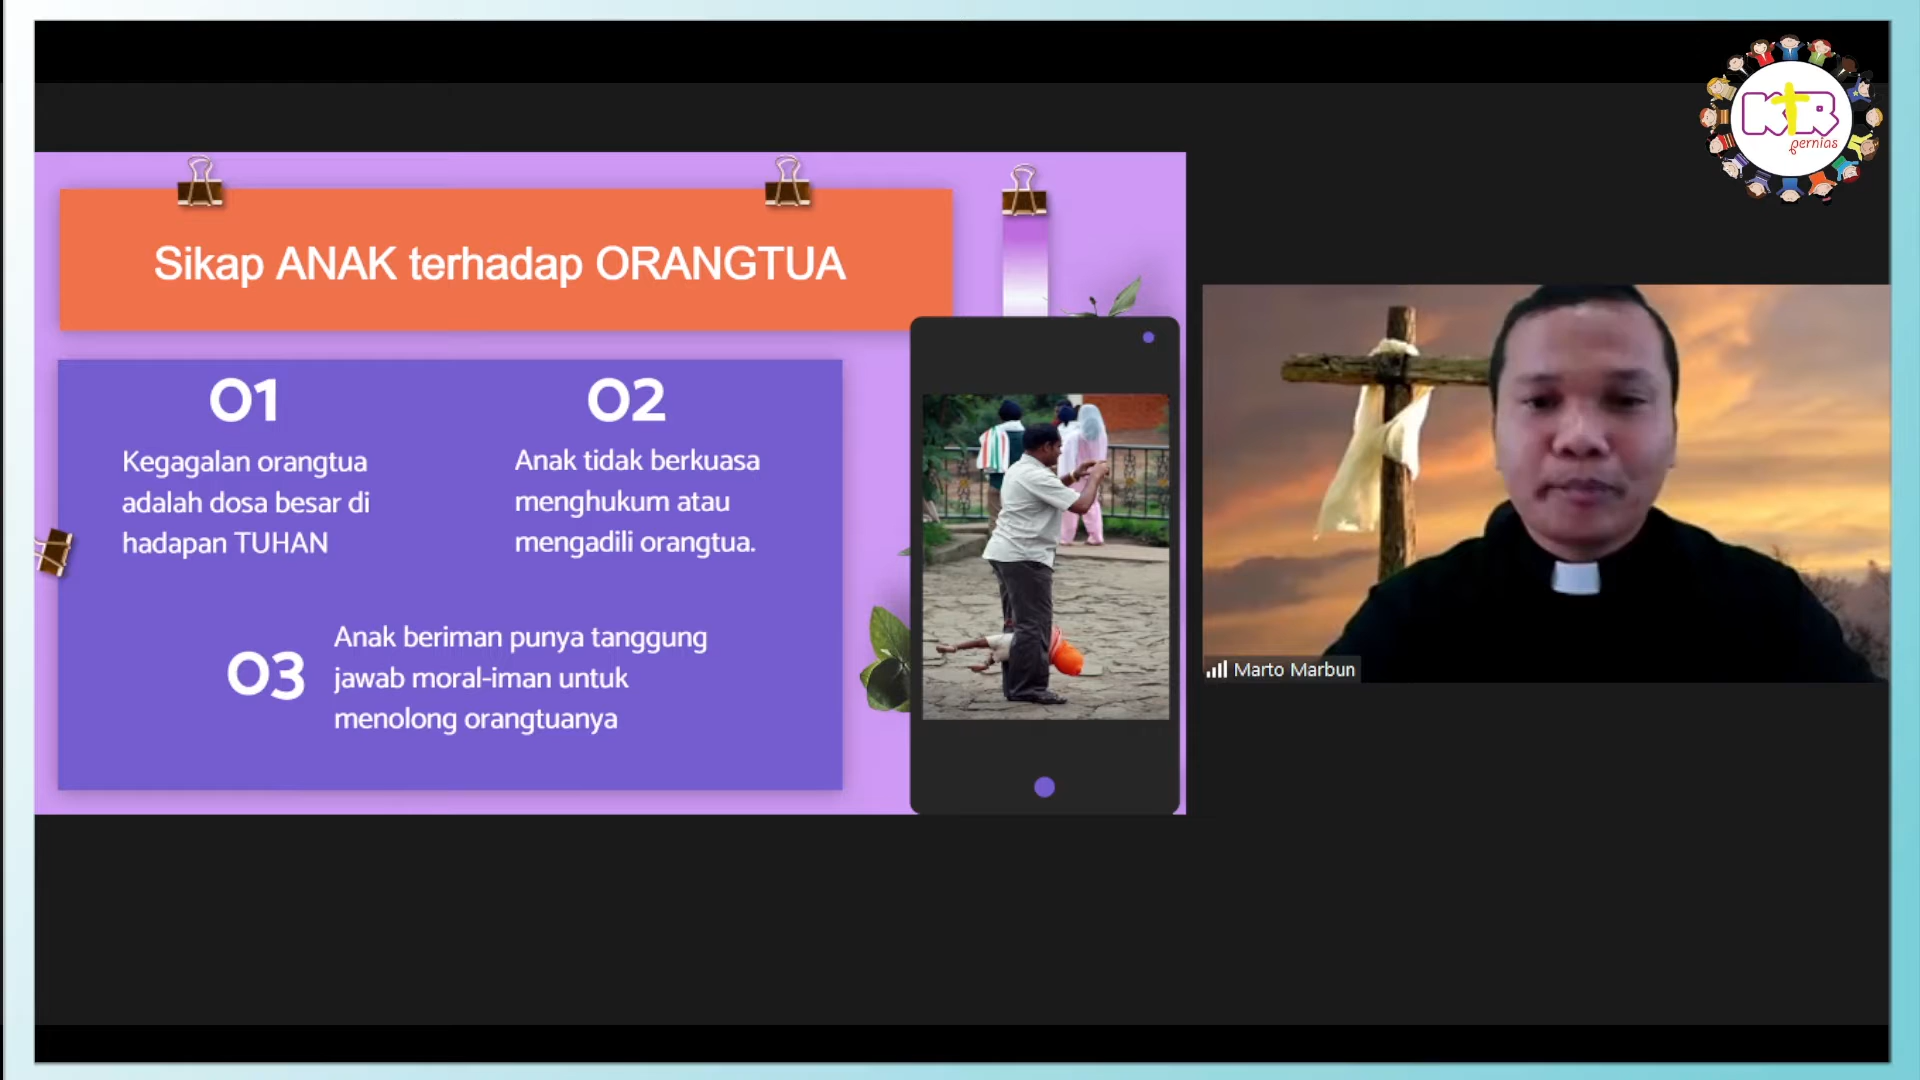 KTR
pernias
Sikap ANAK terhadap ORANGTUA
01
Kegagalan orangtua
adalah dosa besar di
hadapan TUHAN
02
Anak tidak berkuasa
menghukum atau
mengadili orangtua.
03
Anak beriman punya tanggung
jawab moral-iman untuk
menolong orangtuanya
Marto Marbun